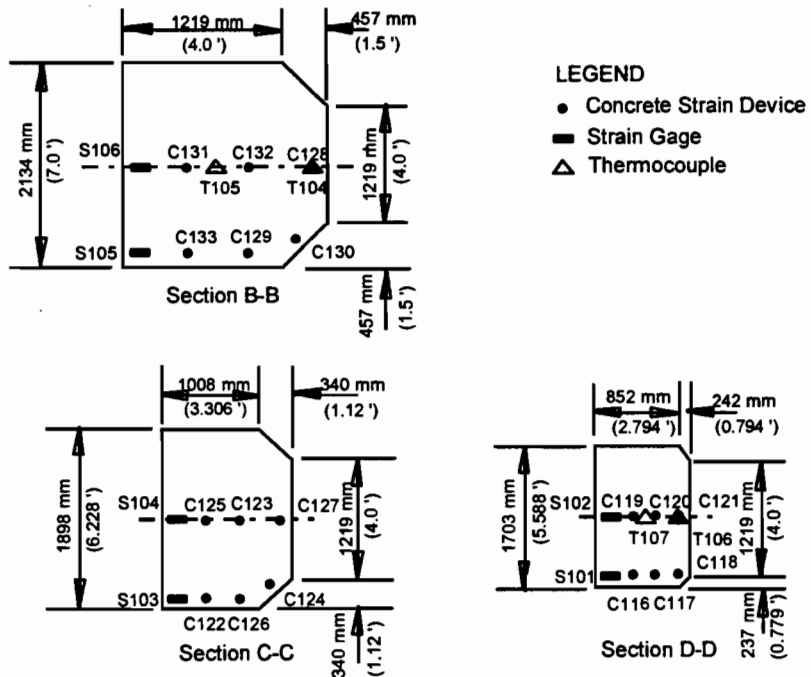 1219 mm
(4.0 ')
457 mm
(1.5 ')
LEGEND
Concrete Strain Device
Strain Gage
Thermocouple
2134 mm
(7.0 ')
S106
C131
C132
C128
T105
T104
1219 mm
(4.0 ')
S105
C133
C129
C130
Section B-B
457 mm
(1.5 ')
1008 mm
(3.306 ')
340 mm
(1.12 ')
1898 mm
(6.228 ')
S104
C125
C123
C127
1219 mm
(4.0 ')
S103
C124
C122
C126
Section C-C
340 mm
(1.12 ')
852 mm
(2.794 ')
242 mm
(0.794 ')
1703 mm
(5.588 ')
S102
C119
C120
C121
T107
T106
1219 mm
(4.0 ')
S101
C118
C116
C117
Section D-D
237 mm
(0.779 ')